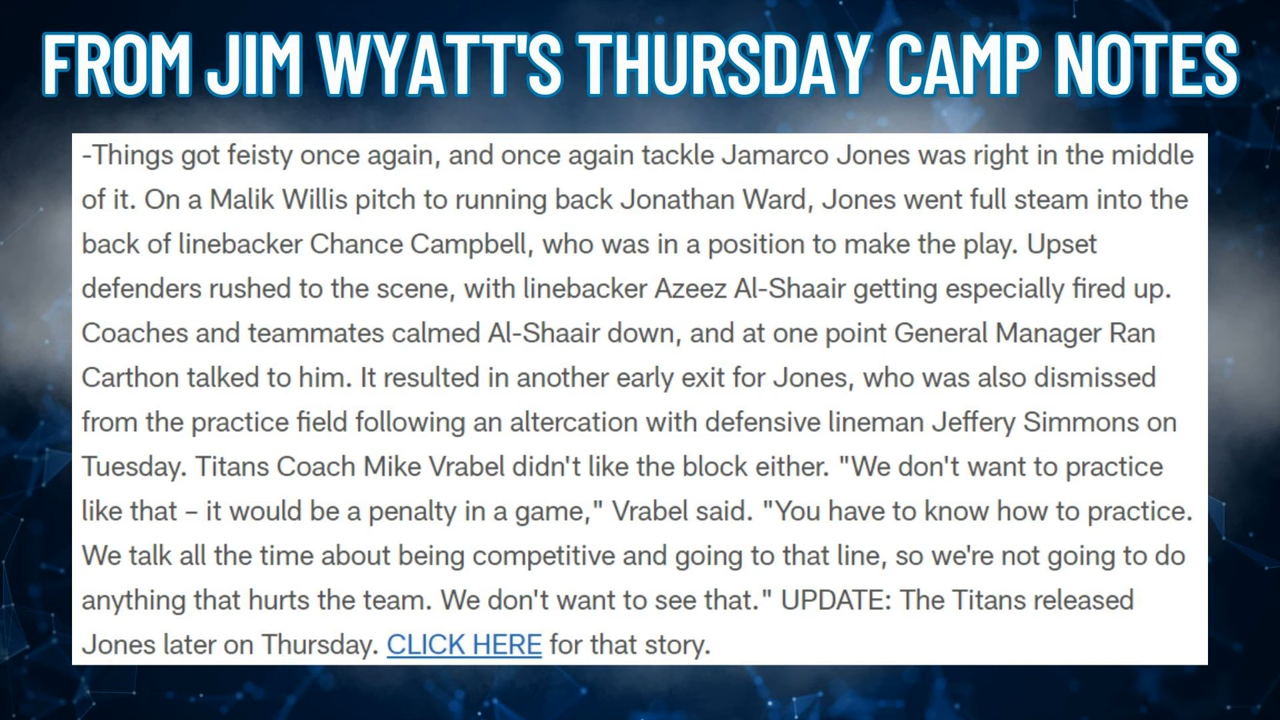 FROM JIM WYATT'S THURSDAY CAMP NOTES
-Things got feisty once again, and once again tackle Jamarco Jones was right in the middle
of it. On a Malik Willis pitch to running back Jonathan Ward, Jones went full steam into the
back of linebacker Chance Campbell, who was in a position to make the play. Upset
defenders rushed to the scene, with linebacker Azeez Al-Shaair getting especially fired up.
Coaches and teammates calmed Al-Shaair down, and at one point General Manager Ran
Carthon talked to him. It resulted in another early exit for Jones, who was also dismissed
from the practice field following an altercation with defensive lineman Jeffery Simmons on
Tuesday. Titans Coach Mike Vrabel didn't like the block either. "We don't want to practice
like that – it would be a penalty in a game," Vrabel said. "You have to know how to practice.
We talk all the time about being competitive and going to that line, so we're not going to do
anything that hurts the team. We don't want to see that." UPDATE: The Titans released
Jones later on Thursday. CLICK HERE for that story.